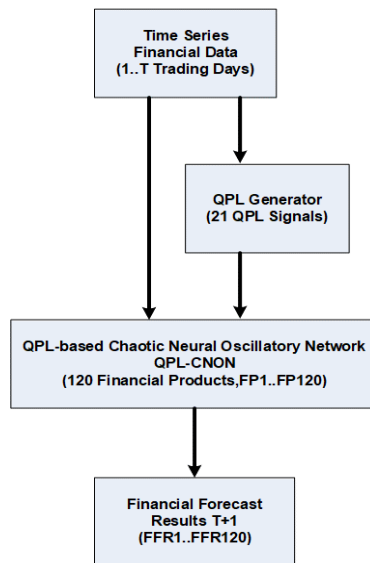 Time Series
Financial Data
(1..T Trading Days)
QPL Generator
(21 QPL Signals)
QPL-based Chaotic Neural Oscillatory Network
QPL-CNON
(120 Financial Products,FP1..FP120)
Financial Forecast
Results T+1
(FFR1..FFR120)